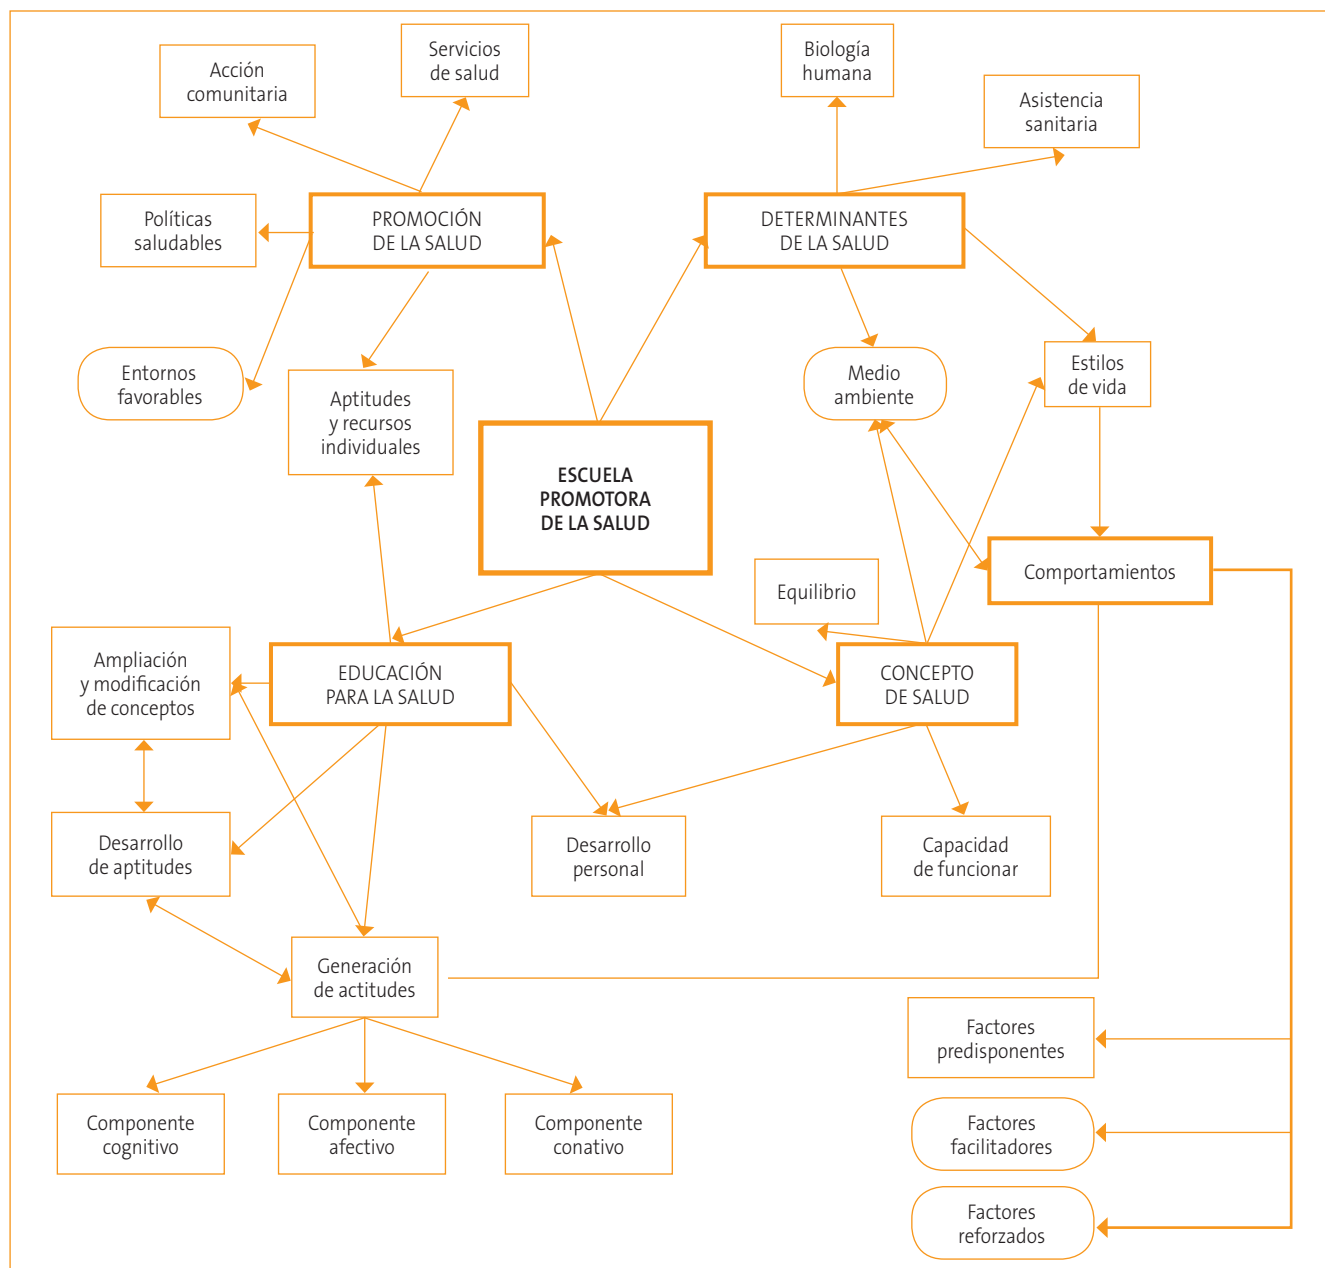 Servicios
de salud
Biología
humana
Acción
comunitaria
Asistencia
sanitaria
Políticas
saludables
PROMOCIÓN
DE LA SALUD
DETERMINANTES
DE LA SALUD
Entornos
favorables
Aptitudes
y recursos
individuales
Medio
ambiente
Estilos
de vida
ESCUELA
PROMOTORA
DE LA SALUD
Equilibrio
Comportamientos
Ampliación
y modificación
de conceptos
EDUCACIÓN
PARA LA SALUD
CONCEPTO
DE SALUD
Desarrollo
de aptitudes
Desarrollo
personal
Capacidad
de funcionar
Generación
de actitudes
Factores
predisponentes
Componente
cognitivo
Componente
afectivo
Componente
conativo
Factores
facilitadores
Factores
reforzados